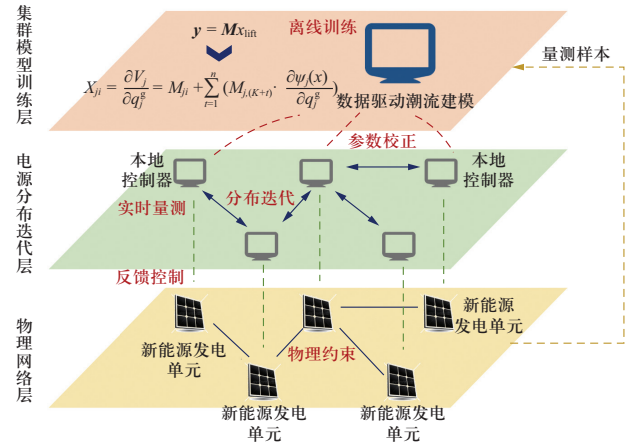 集群模型训练层
y = Mx_lift
离线训练
量测样本
X_{ji} = ∂V_j/∂q_j^g = M_{ji} + ∑_{t=1}^{n} (M_{j,(K+t)} · ∂ψ_j(x)/∂q_j^g)
数据驱动潮流建模
参数校正
电源分布迭代层
本地
控制器
本地
控制器
实时量测
分布迭代
反馈控制
物理网络层
新能源
发电单元
新能源发电
单元
物理约束
新能源发电
单元
新能源发电
单元